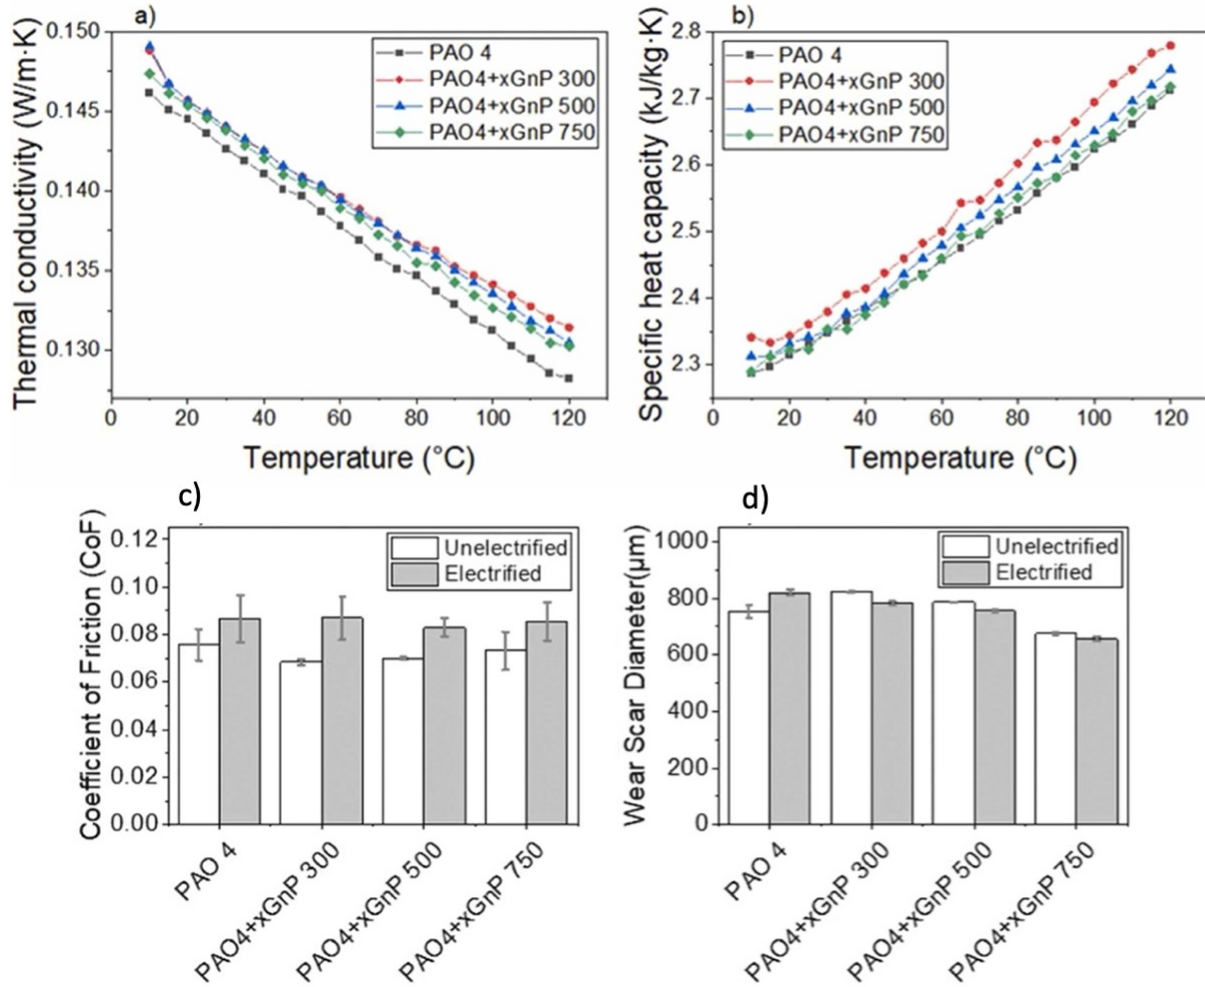 a)
Thermal conductivity (W/m·K)
0.150
0.145
0.140
0.135
0.130
PAO 4
PAO4+xGnP 300
PAO4+xGnP 500
PAO4+xGnP 750
0 20 40 60 80 100 120
Temperature (°C)
b)
Specific heat capacity (kJ/kg·K)
2.8
2.7
2.6
2.5
2.4
2.3
PAO 4
PAO4+xGnP 300
PAO4+xGnP 500
PAO4+xGnP 750
0 20 40 60 80 100 120
Temperature (°C)
c)
Coefficient of Friction (CoF)
0.12
0.10
0.08
0.06
0.04
0.02
0.00
Unelectrified
Electrified
PAO 4
PAO4+xGnP 300
PAO4+xGnP 500
PAO4+xGnP 750
d)
Wear Scar Diameter(µm)
1000
800
600
400
200
0
Unelectrified
Electrified
PAO 4
PAO4+xGnP 300
PAO4+xGnP 500
PAO4+xGnP 750